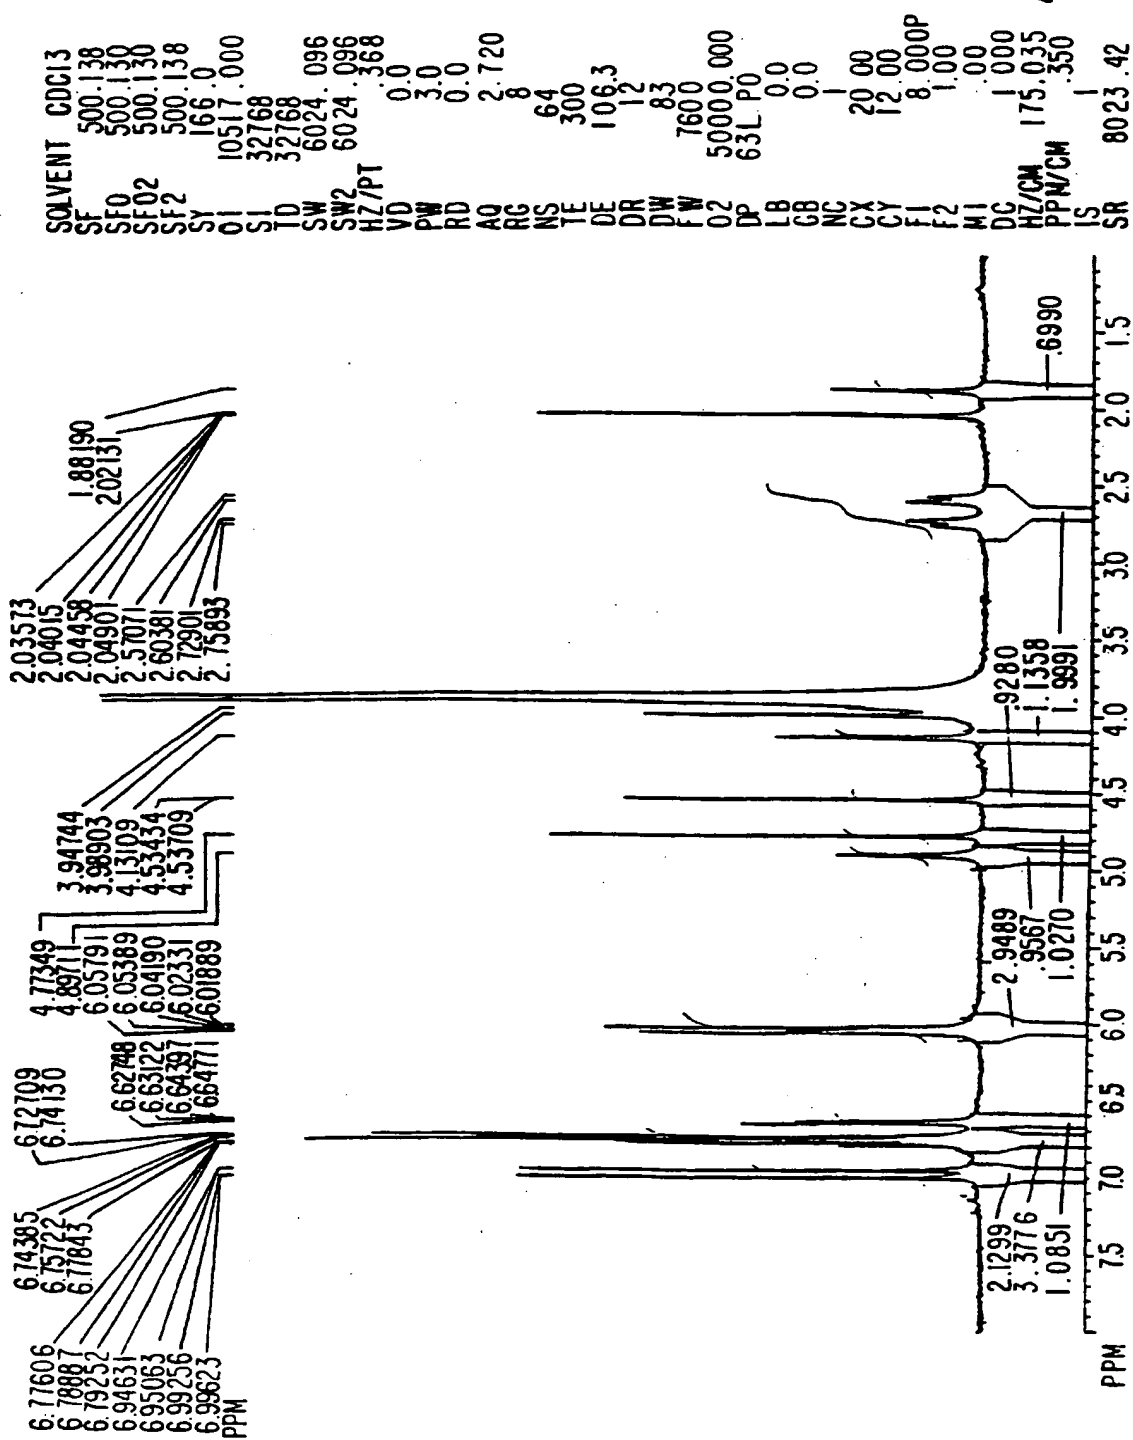 SOLVENT CDCl3
SF 500.138
SFO 500.130
SFO2 500.130
SF2 500.138
SY 166.0
O1 10517.000
SI 32768
TD 32768
SW 6024.096
SW2 6024.096
HZ/PT .368
VD 0.0
PW 3.0
RD 0.0
AQ 2.720
RG 8
NS 64
TE 300
DE 106.3
DR 12
DW 83
FW 7600
O2 50000.000
DP 63L PO
LB 0.0
GB 0.0
NC 1
CX 20.00
CY 12.00
F1 8.000P
F2 1.00
M1 1.00
DC 1.000
HZ/CM 175.035
PPM/CM .350
IS 1
SR 8023.42
6.77606
6.78887
6.79252
6.94631
6.95063
6.99256
6.99623
PPM
6.74385
6.75722
6.77843
6.72709
6.74130
6.62748
6.63122
6.64397
6.64771
4.77349
4.89711
6.05791
6.05389
6.04190
6.02331
6.01889
3.94744
3.98903
4.13109
4.53434
4.53709
2.03573
2.04015
2.04458
2.04901
2.57071
2.60381
2.72901
2.75893
1.88190
2.02131
2.1299
3.3776
1.0851
2.9489
.9567
1.0270
.9280
1.1358
1.9991
.6990
PPM 7.5 7.0 6.5 6.0 5.5 5.0 4.5 4.0 3.5 3.0 2.5 2.0 1.5